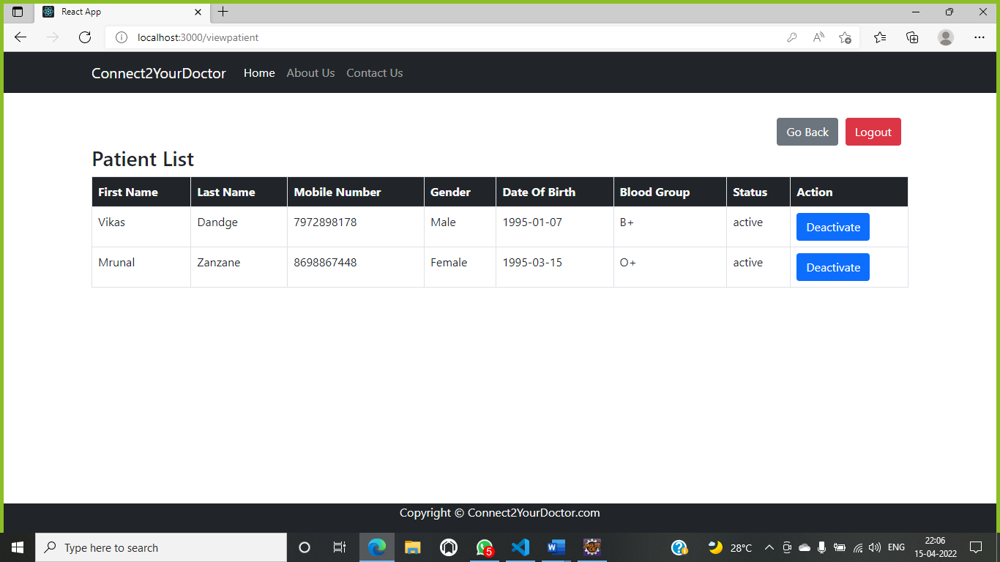 React App
localhost:3000/viewpatient
Connect2YourDoctor Home About Us Contact Us
Go Back Logout
Patient List
First Name Last Name Mobile Number Gender Date Of Birth Blood Group Status Action
Vikas Dandge 7972898178 Male 1995-01-07 B+ active Deactivate
Mrunal Zanzane 8698867448 Female 1995-03-15 O+ active Deactivate
Copyright © Connect2YourDoctor.com
Type here to search 5 28°C ENG 22:06
15-04-2022